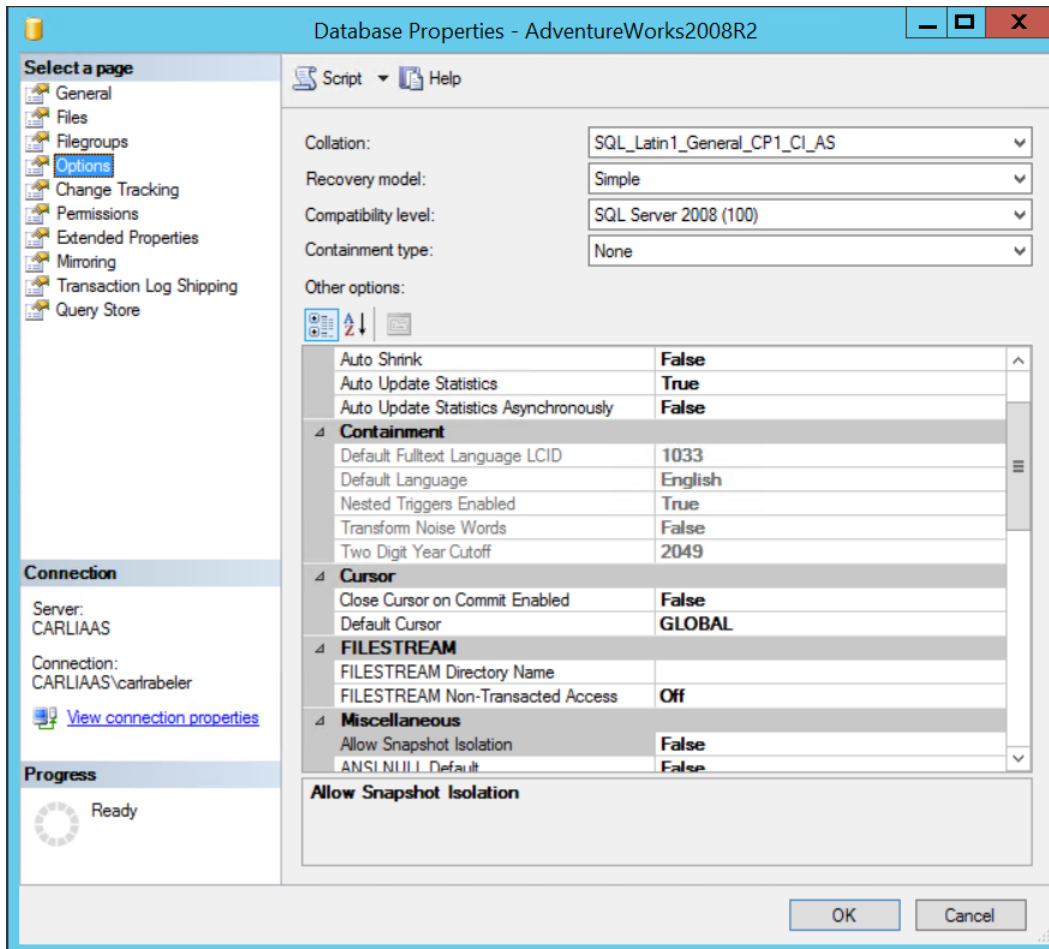 Database Properties - AdventureWorks2008R2
Select a page
General
Files
Filegroups
Options
Change Tracking
Permissions
Extended Properties
Mirroring
Transaction Log Shipping
Query Store
Connection
Server:
CARLIAAS
Connection:
CARLIAAS\carlrabeler
View connection properties
Progress
Ready
Script Help
Collation: SQL_Latin1_General_CP1_CI_AS
Recovery model: Simple
Compatibility level: SQL Server 2008 (100)
Containment type: None
Other options:
Auto Shrink False
Auto Update Statistics True
Auto Update Statistics Asynchronously False
Containment
Default Fulltext Language LCID 1033
Default Language English
Nested Triggers Enabled True
Transform Noise Words False
Two Digit Year Cutoff 2049
Cursor
Close Cursor on Commit Enabled False
Default Cursor GLOBAL
FILESTREAM
FILESTREAM Directory Name
FILESTREAM Non-Transacted Access Off
Miscellaneous
Allow Snapshot Isolation False
ANSI NULL Default False
Allow Snapshot Isolation
OK Cancel